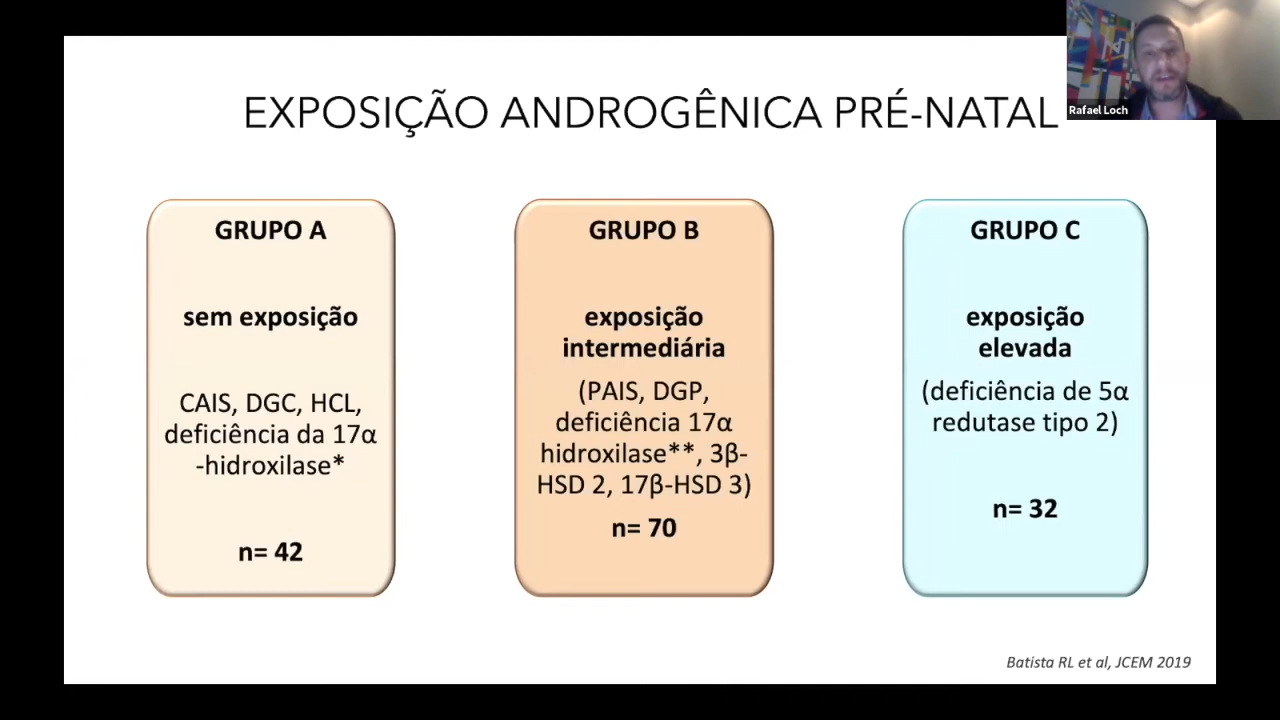 Rafael Loch
EXPOSIÇÃO ANDROGÊNICA PRÉ-NATAL
GRUPO A
sem exposição
CAIS, DGC, HCL,
deficiência da 17α
-hidroxilase*
n= 42
GRUPO B
exposição
intermediária
(PAIS, DGP,
deficiência 17α
hidroxilase**, 3β-
HSD 2, 17β-HSD 3)
n= 70
GRUPO C
exposição
elevada
(deficiência de 5α
redutase tipo 2)
n= 32
Batista RL et al, JCEM 2019